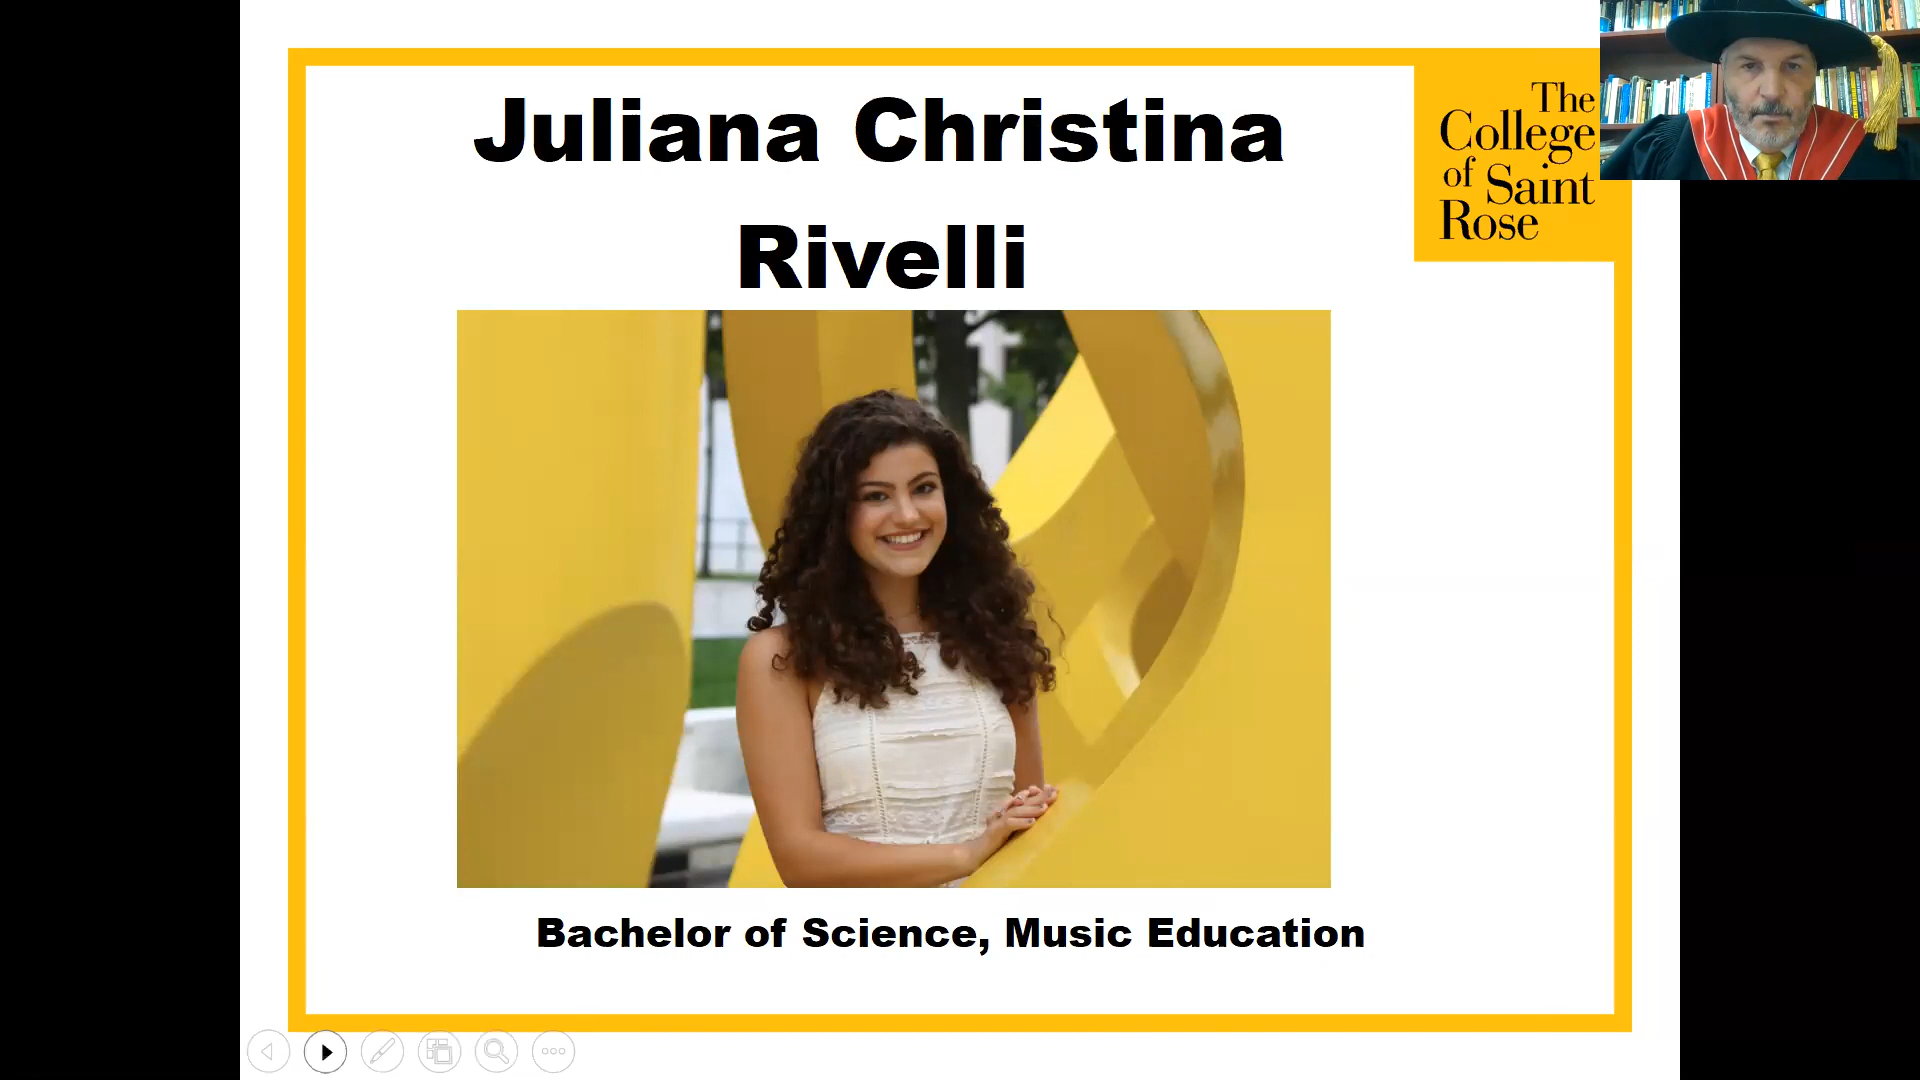 Juliana Christina
Rivelli
The
College
of Saint
Rose
Bachelor of Science, Music Education